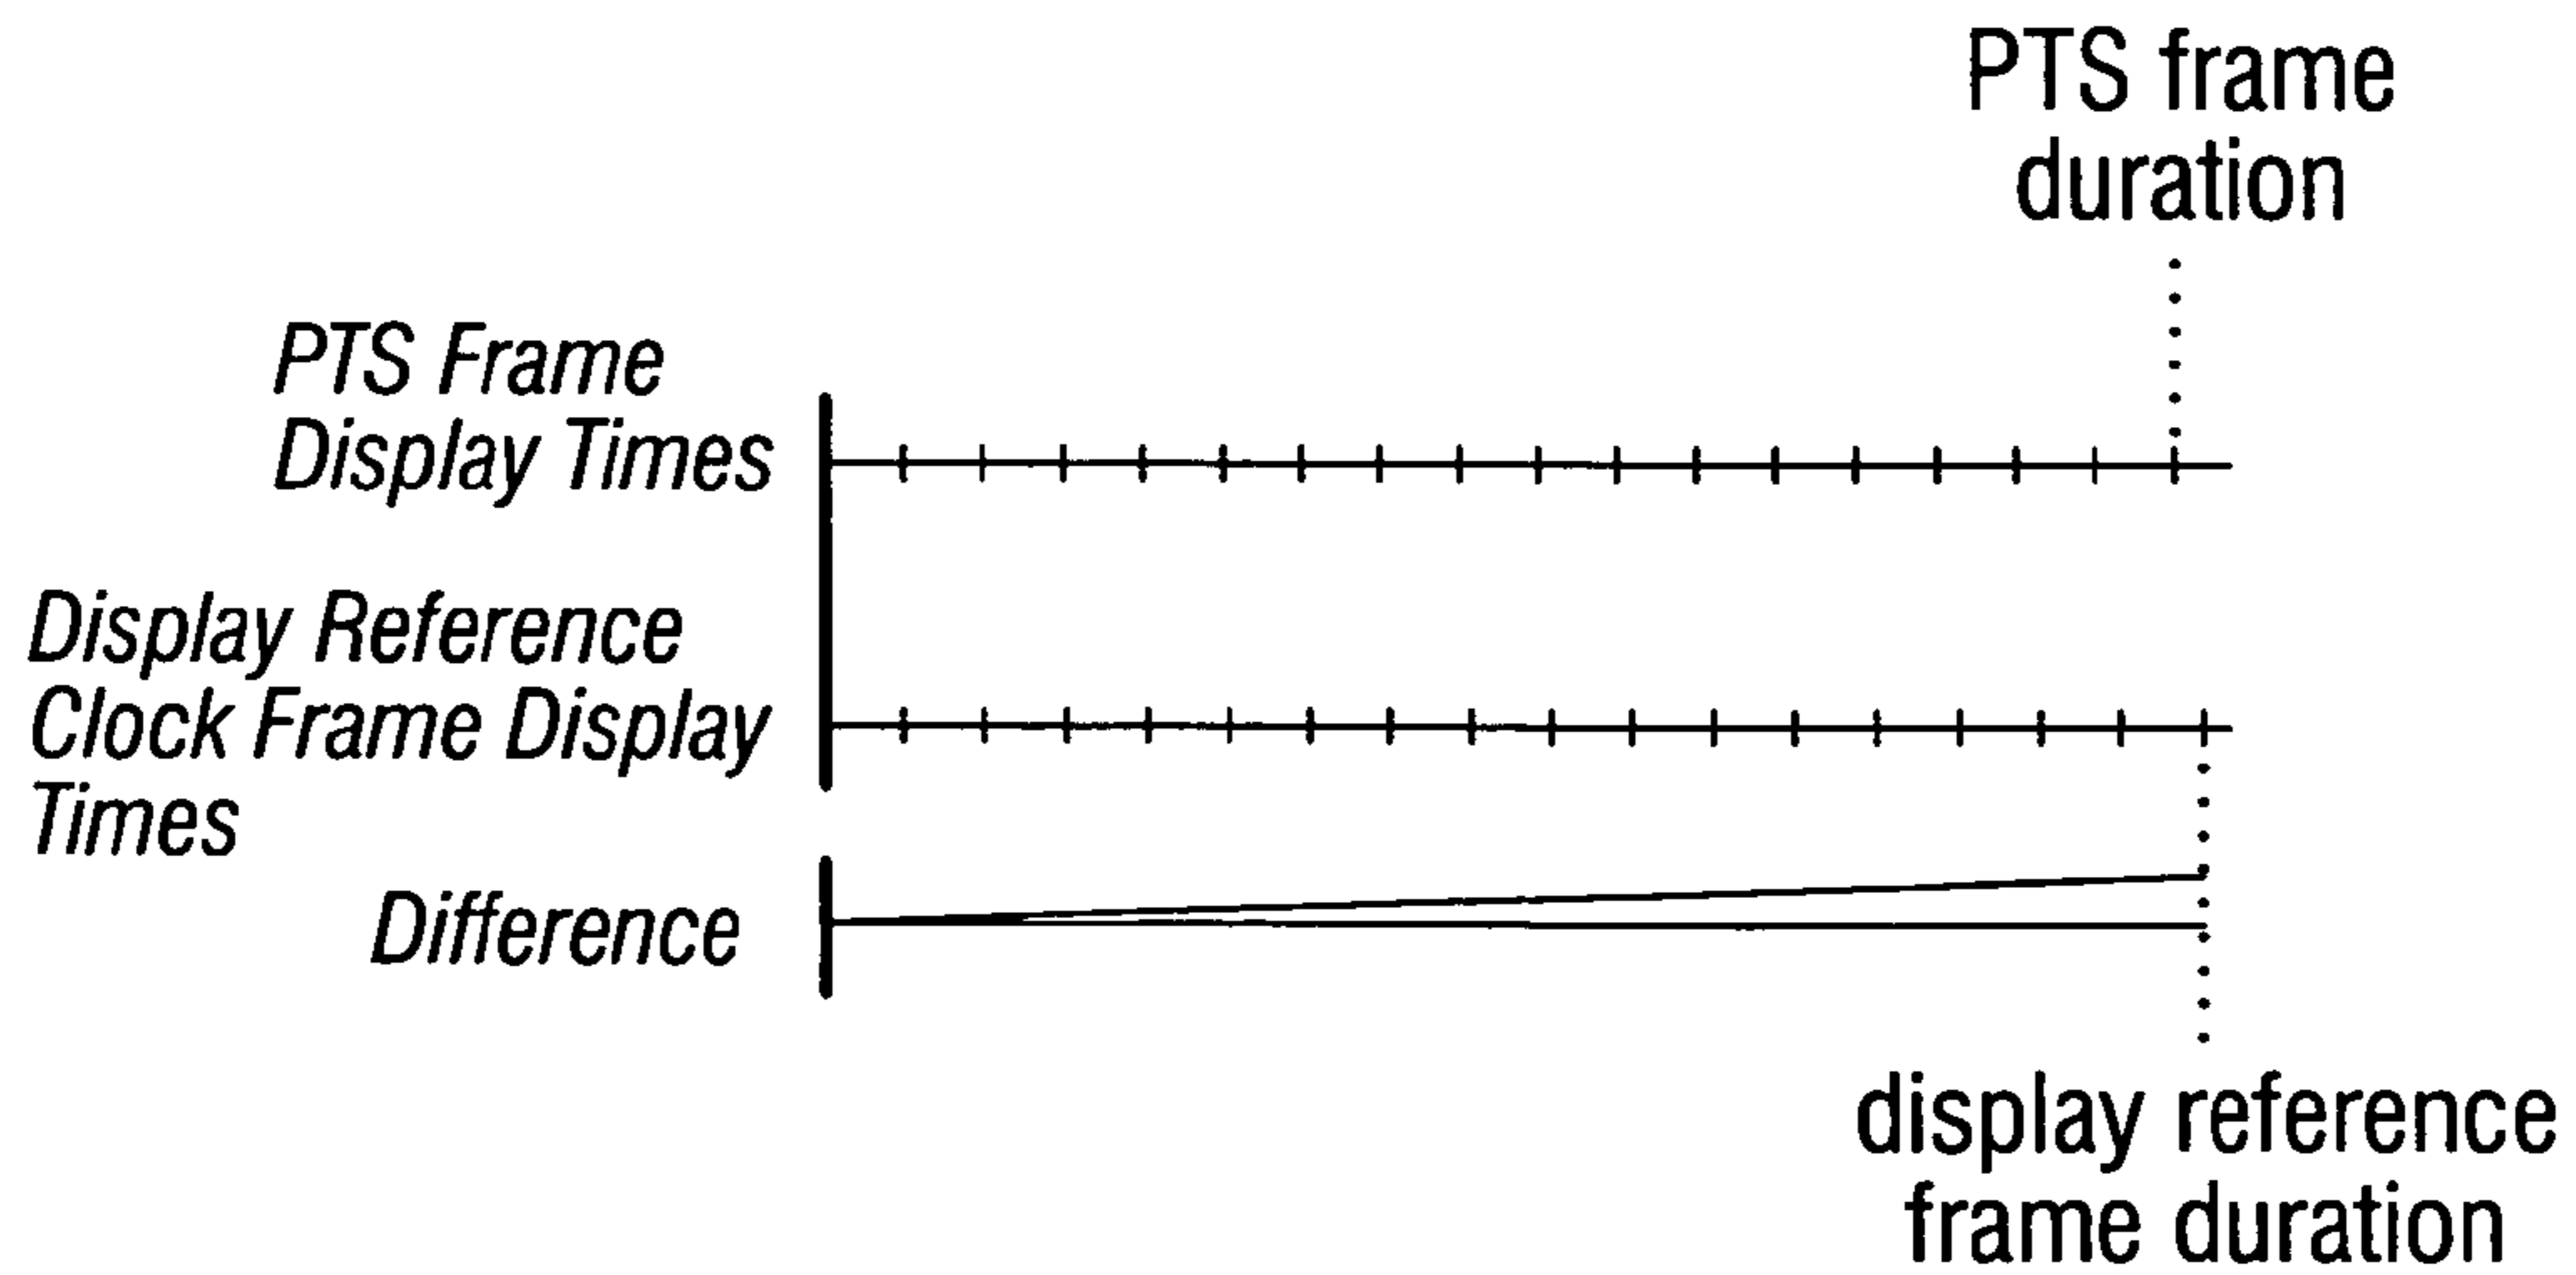 PTS frame
duration
PTS Frame
Display Times
Display Reference
Clock Frame Display
Times
Difference
display reference
frame duration